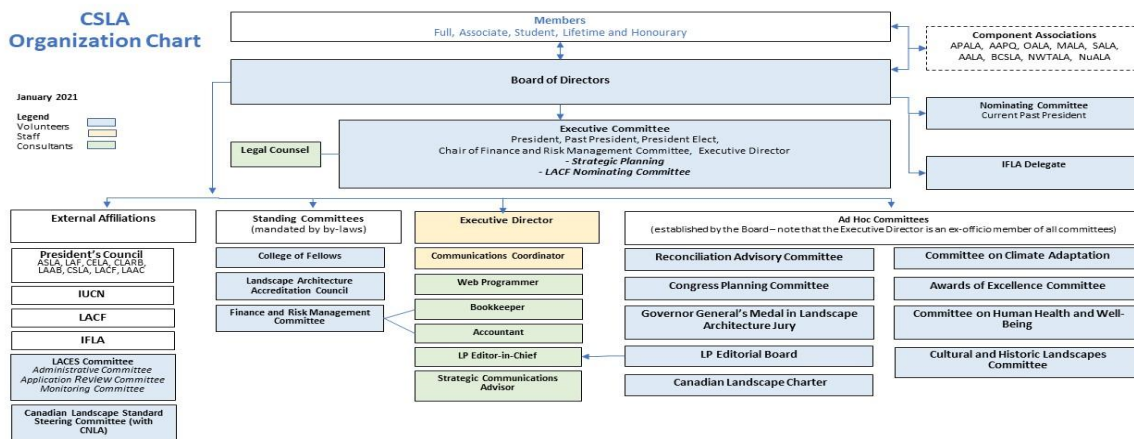 CSLA
Organization Chart
January 2021
Legend
Volunteers
Staff
Consultants
Members
Full, Associate, Student, Lifetime and Honourary
Component Associations
APALA, AAPQ, OALA, MALA, SALA,
AALA, BCSLA, NWTALA, NuALA
Board of Directors
Nominating Committee
Current Past President
IFLA Delegate
Legal Counsel
Executive Committee
President, Past President, President Elect,
Chair of Finance and Risk Management Committee, Executive Director
- Strategic Planning
- LACF Nominating Committee
External Affiliations
President's Council
ASLA, LAF, CELA, CLARB,
LAAB, CSLA, LACF, LAAC
IUCN
LACF
IFLA
LACES Committee
Administrative Committee
Application Review Committee
Monitoring Committee
Canadian Landscape Standard
Steering Committee (with
CNLA)
Standing Committees
(mandated by by-laws)
College of Fellows
Landscape Architecture
Accreditation Council
Finance and Risk Management
Committee
Executive Director
Communications Coordinator
Web Programmer
Bookkeeper
Accountant
LP Editor-in-Chief
Strategic Communications
Advisor
Ad Hoc Committees
(established by the Board – note that the Executive Director is an ex-officio member of all committees)
Reconciliation Advisory Committee
Congress Planning Committee
Governor General's Medal in Landscape
Architecture Jury
LP Editorial Board
Canadian Landscape Charter
Committee on Climate Adaptation
Awards of Excellence Committee
Committee on Human Health and Well-
Being
Cultural and Historic Landscapes
Committee